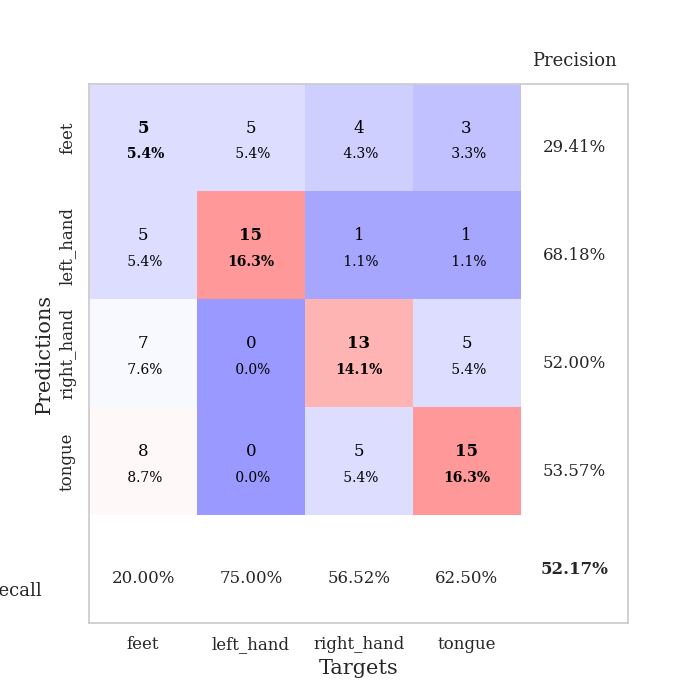 Precision
feet
5 5 4 3 29.41%
5.4% 5.4% 4.3% 3.3%
left_hand
5 15 1 1 68.18%
5.4% 16.3% 1.1% 1.1%
Predictions
right_hand
7 0 13 5 52.00%
7.6% 0.0% 14.1% 5.4%
tongue
8 0 5 15 53.57%
8.7% 0.0% 5.4% 16.3%
ecall 20.00% 75.00% 56.52% 62.50% 52.17%
feet left_hand right_hand tongue
Targets